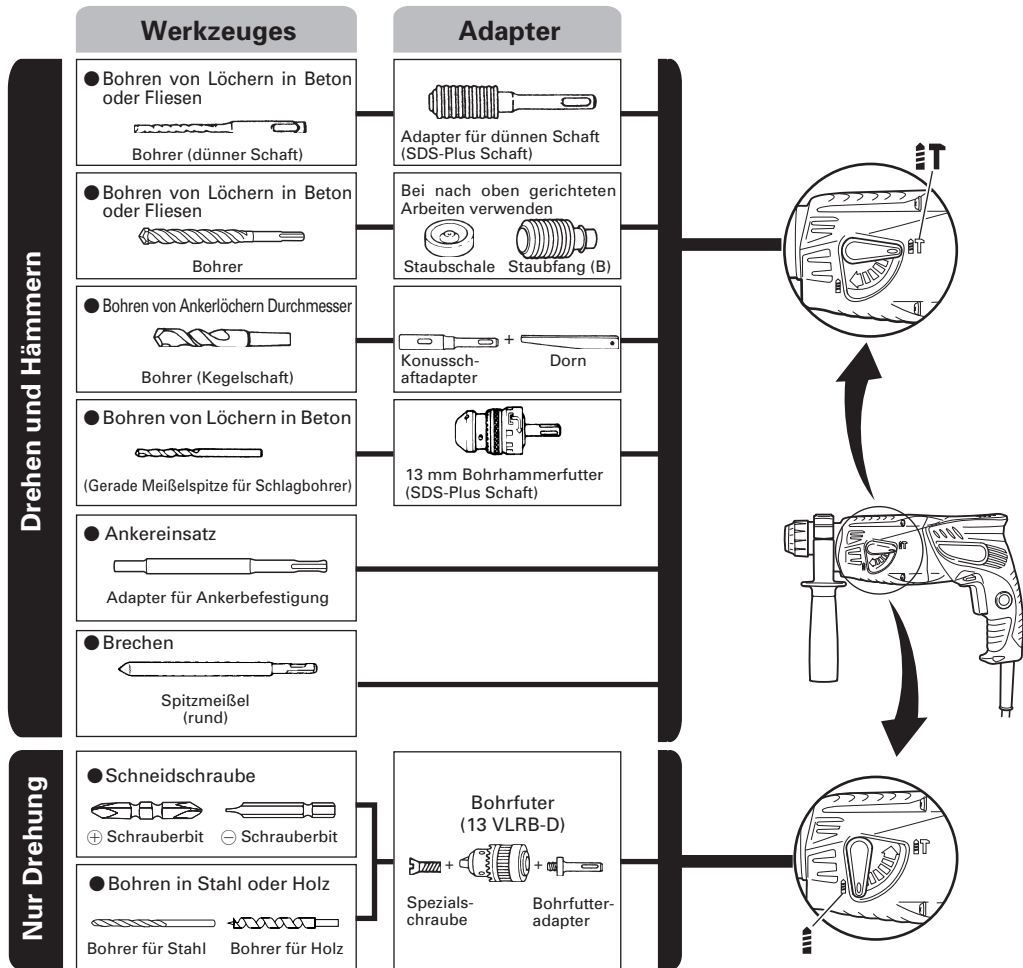 Werkzeuges
Adapter
Drehen und Hämmern
● Bohren von Löchern in Beton
oder Fliesen
Bohrer (dünner Schaft)
Adapter für dünnen Schaft
(SDS-Plus Schaft)
● Bohren von Löchern in Beton
oder Fliesen
Bohrer
Bei nach oben gerichteten
Arbeiten verwenden
Staubschale
Staubfang (B)
● Bohren von Ankerlöchern Durchmesser
Bohrer (Kegelschaft)
+
Konussch-
aftadapter
Dorn
● Bohren von Löchern in Beton
(Gerade Meißelspitze für Schlagbohrer)
13 mm Bohrhammerfutter
(SDS-Plus Schaft)
● Ankereinsatz
Adapter für Ankerbefestigung
● Brechen
Spitzmeißel
(rund)
Nur Drehung
● Schneidschraube
⊕ Schrauberbit
⊖ Schrauberbit
● Bohren in Stahl oder Holz
Bohrer für Stahl
Bohrer für Holz
Bohrfuter
(13 VLRB-D)
+ +
Spezials-
schraube
Bohrfutter-
adapter